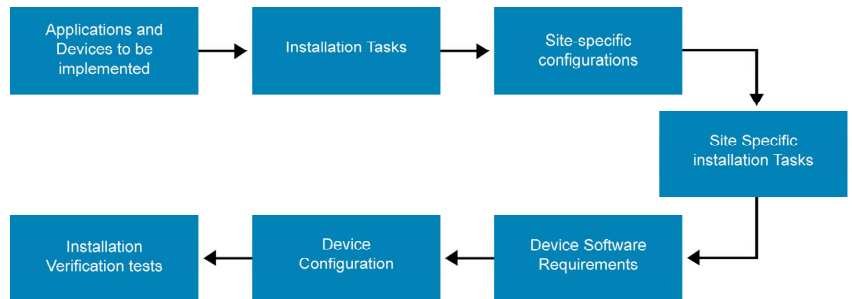 Applications and
Devices to be
implemented
Installation Tasks
Site-specific
configurations
Site Specific
installation Tasks
Device Software
Requirements
Device
Configuration
Installation
Verification tests